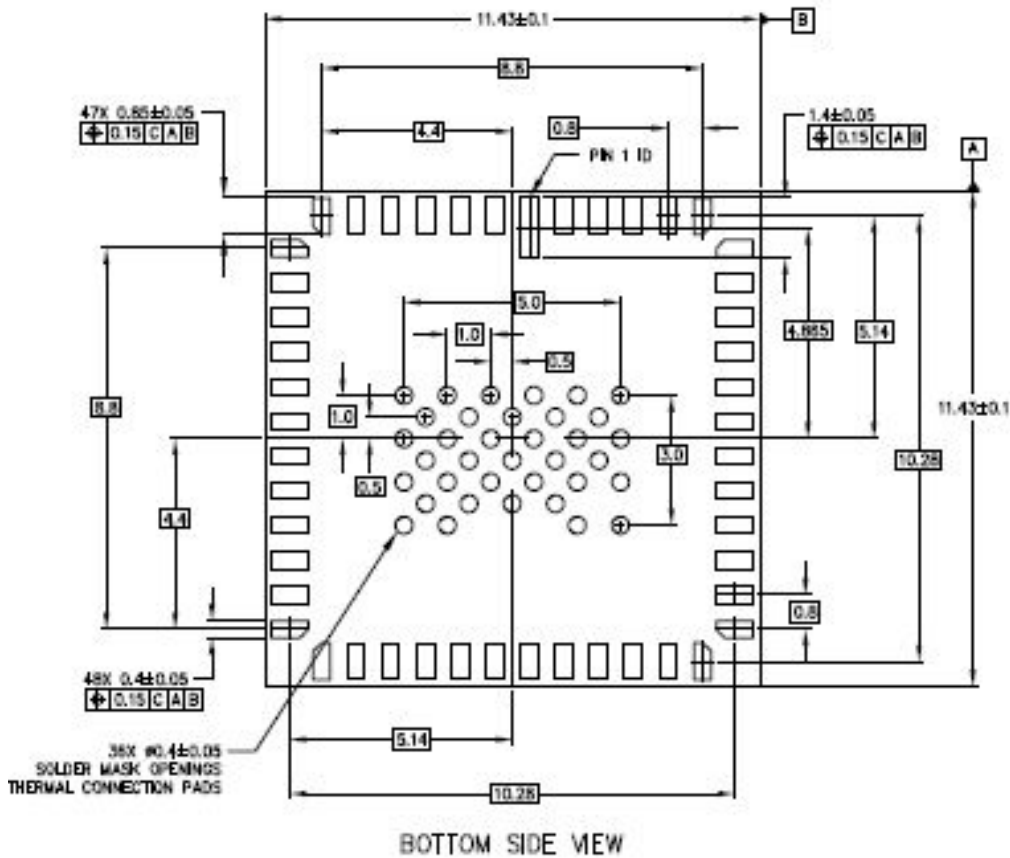 11.43±0.1
B
8.8
47X 0.85±0.05
⌖ 0.15 C A B
4.4
0.8
1.4±0.05
⌖ 0.15 C A B
PIN 1 ID
A
5.0
1.0
4.865
5.14
0.5
8.8
1.0
11.43±0.1
3.0
10.28
0.5
4.4
0.8
48X 0.4±0.05
⌖ 0.15 C A B
5.14
36X ø0.4±0.05
SOLDER MASK OPENINGS
THERMAL CONNECTION PADS
10.28
BOTTOM SIDE VIEW